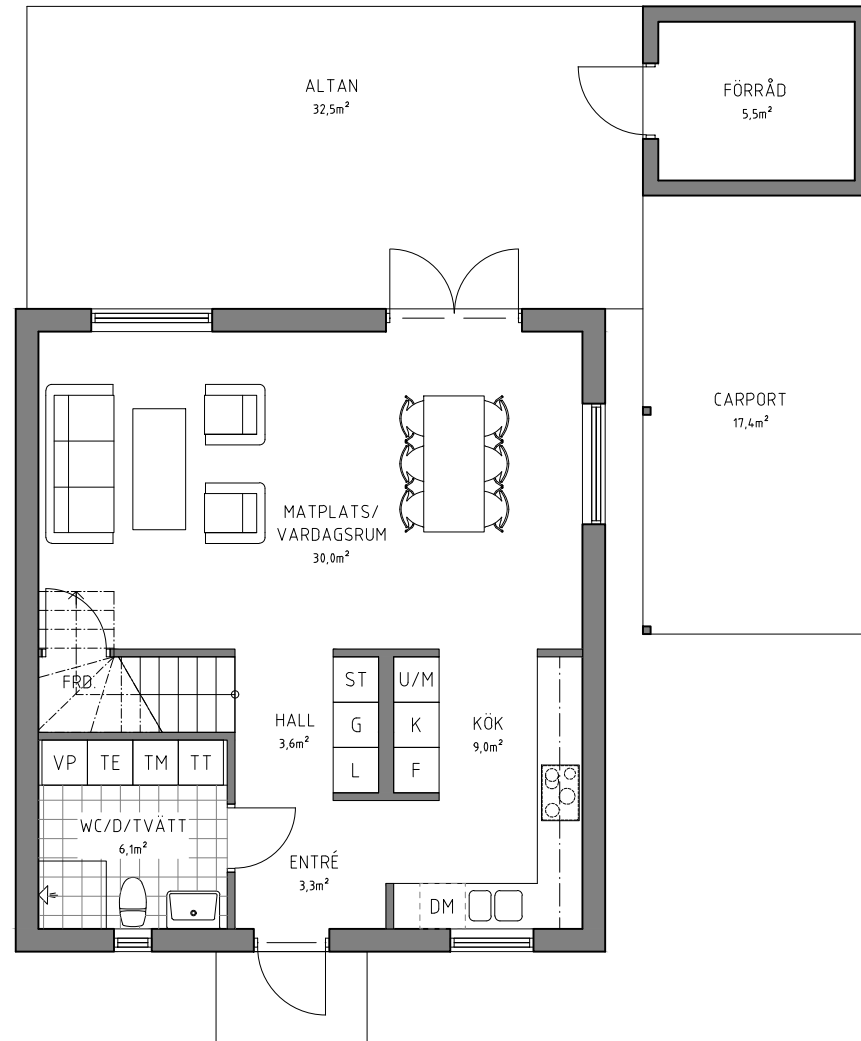 ALTAN
32,5m²
FÖRRÅD
5,5m²
CARPORT
17,4m²
MATPLATS/
VARDAGSRUM
30,0m²
FRD.
ST
U/M
G
K
L
F
HALL
3,6m²
KÖK
9,0m²
VP
TE
TM
TT
WC/D/TVÄTT
6,1m²
ENTRÉ
3,3m²
DM